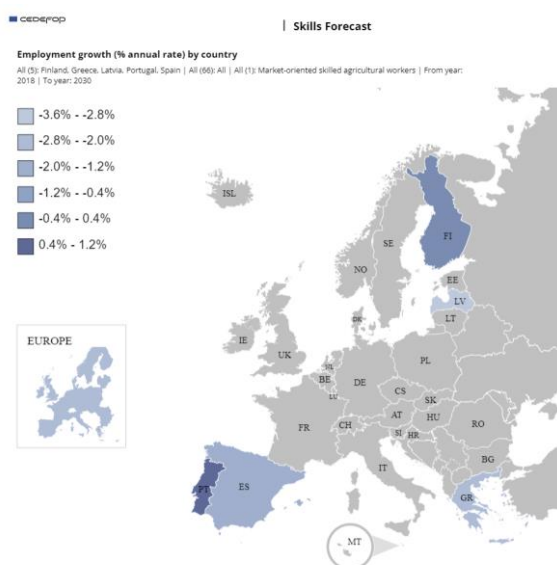 CEDEFOP
Skills Forecast
Employment growth (% annual rate) by country
All (5): Finland, Greece, Latvia, Portugal, Spain | All (66): All | All (1): Market-oriented skilled agricultural workers | From year:
2018 | To year: 2030
-3.6% - -2.8%
-2.8% - -2.0%
-2.0% - -1.2%
-1.2% - -0.4%
-0.4% - 0.4%
0.4% - 1.2%
ISL
FI
SE
NO
EE
LV
LT
DK
EUROPE
IE
UK
NL
BE
DE
PL
LU
CS
SK
FR
CH
AT
HU
RO
SI
HR
IT
BG
PT
ES
GR
MT